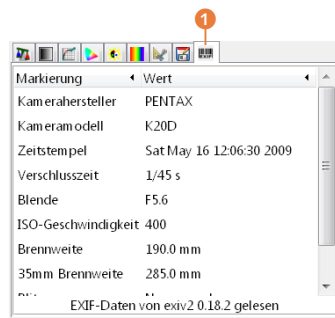 1
Markierung Wert
Kamerahersteller PENTAX
Kameramodell K20D
Zeitstempel Sat May 16 12:06:30 2009
Verschlusszeit 1/45 s
Blende F5.6
ISO-Geschwindigkeit 400
Brennweite 190.0 mm
35mm Brennweite 285.0 mm
EXIF-Daten von exiv2 0.18.2 gelesen